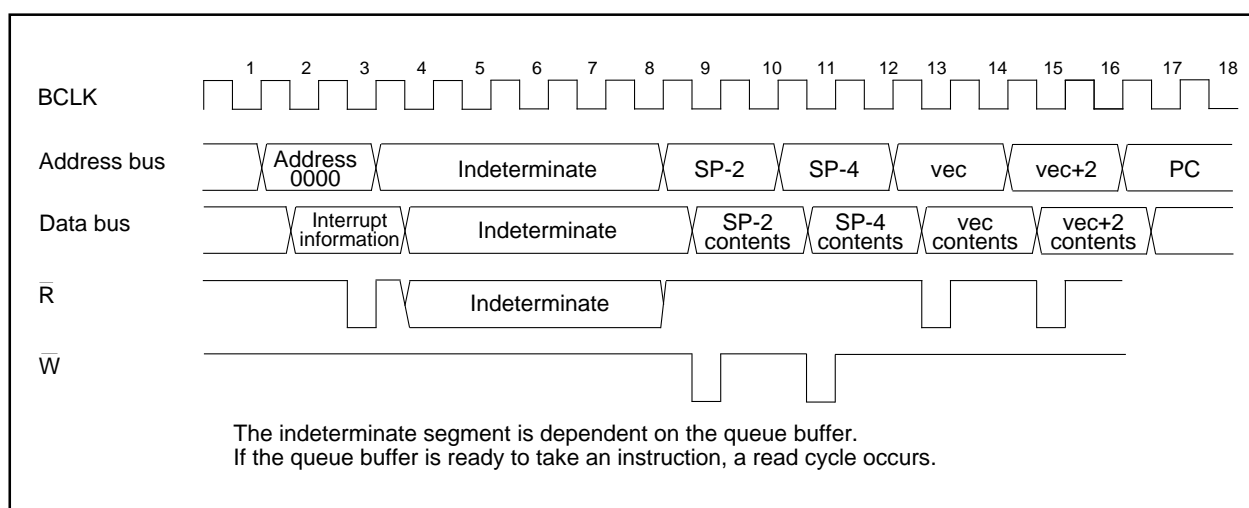 1 2 3 4 5 6 7 8 9 10 11 12 13 14 15 16 17 18
BCLK
Address bus
Address
0000
Indeterminate
SP-2
SP-4
vec
vec+2
PC
Data bus
Interrupt
information
Indeterminate
SP-2
contents
SP-4
contents
vec
contents
vec+2
contents
R̅
Indeterminate
W̅
The indeterminate segment is dependent on the queue buffer.
If the queue buffer is ready to take an instruction, a read cycle occurs.